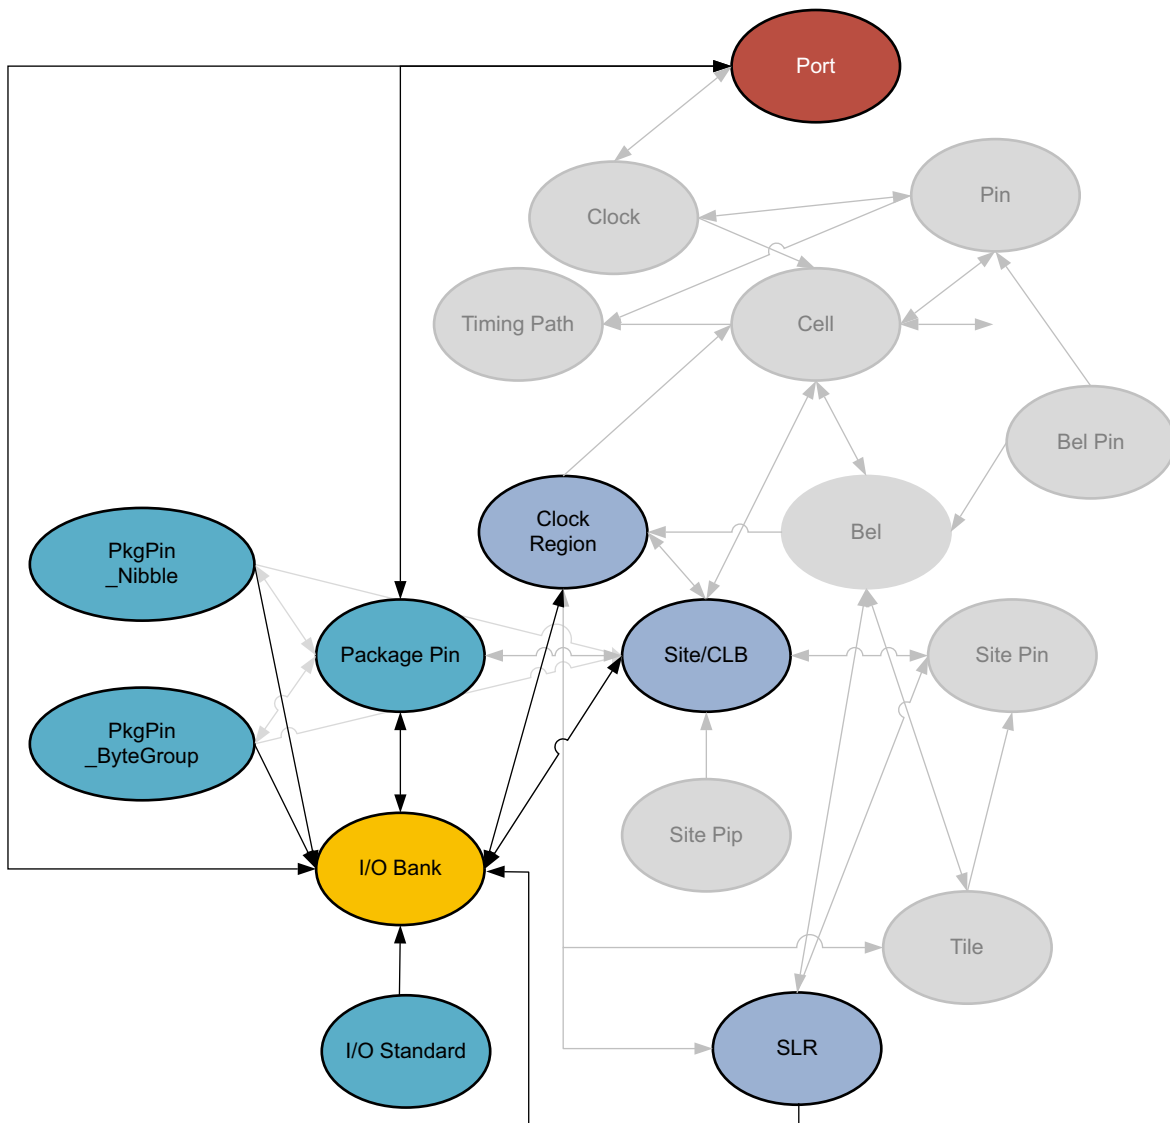 Port
Pin
Clock
Timing Path
Cell
Bel Pin
Clock
Region
Bel
PkgPin
_Nibble
Package Pin
Site/CLB
Site Pin
PkgPin
_ByteGroup
Site Pip
I/O Bank
Tile
I/O Standard
SLR